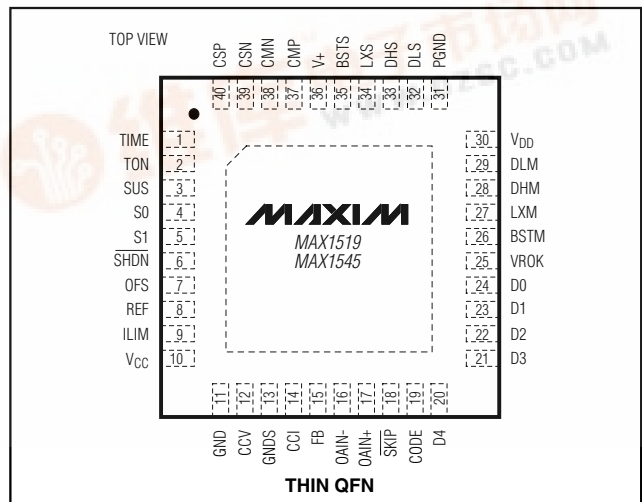 TOP VIEW
CSP
CSN
CMN
CMP
V+
BSTS
LXS
DHS
DLS
PGND
40
39
38
37
36
35
34
33
32
31
TIME 1
TON 2
SUS 3
S0 4
S1 5
SHDN 6
OFS 7
REF 8
ILIM 9
VCC 10
30 VDD
29 DLM
28 DHM
27 LXM
26 BSTM
25 VROK
24 D0
23 D1
22 D2
21 D3
MAXIM
MAX1519
MAX1545
11
12
13
14
15
16
17
18
19
20
GND
CCV
GNDS
CCI
FB
OAIN-
OAIN+
SKIP
CODE
D4
THIN QFN